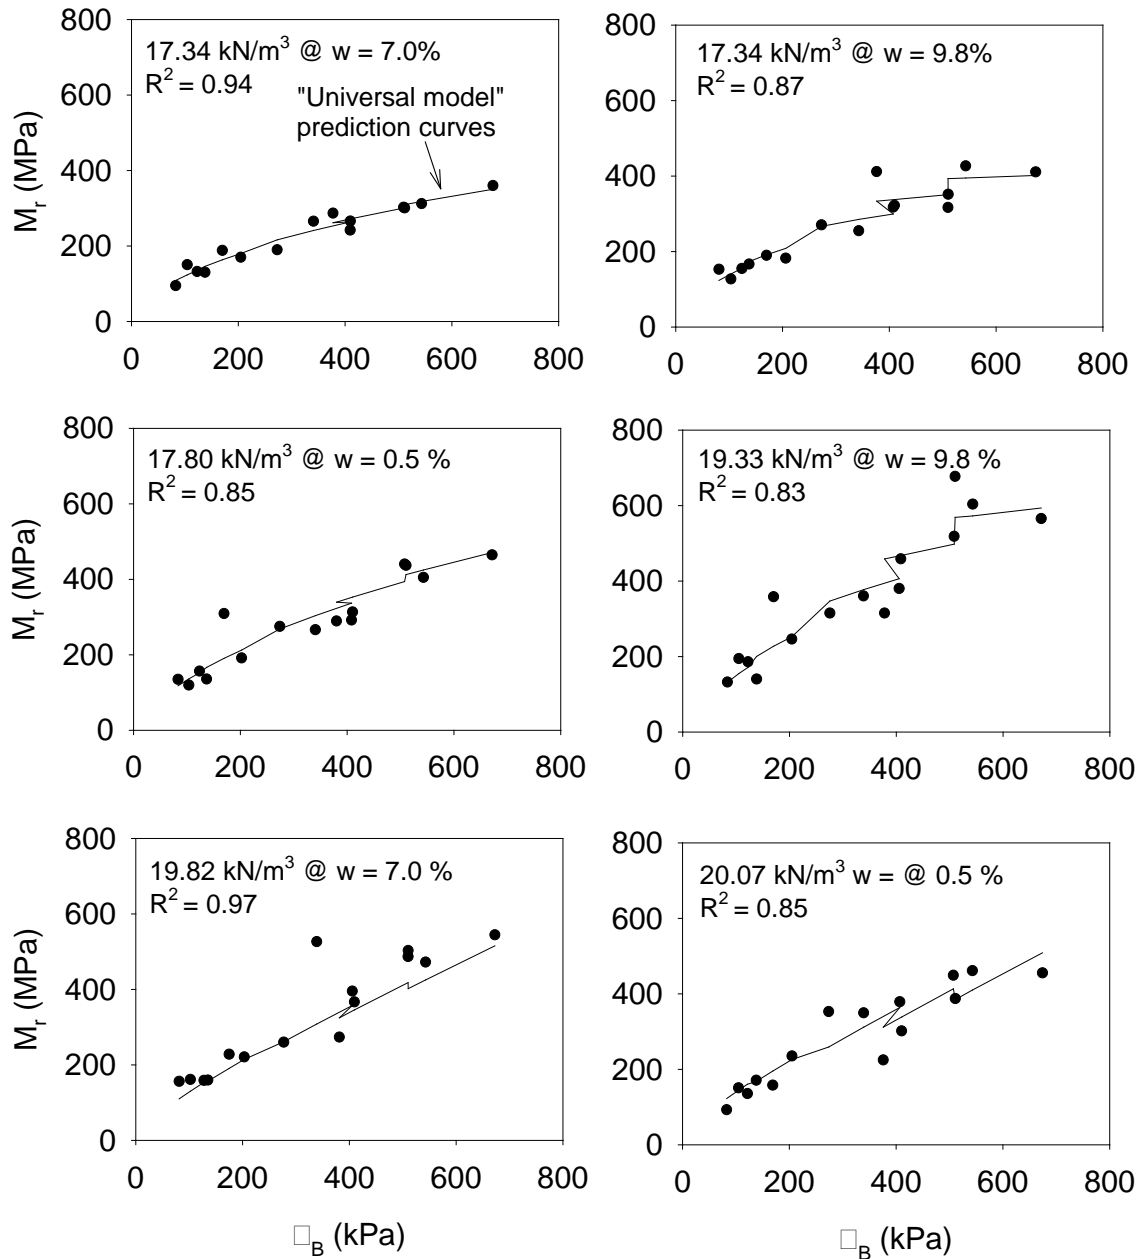 800
600
400
200
0
M_r (MPa)
17.34 kN/m³ @ w = 7.0%
R² = 0.94
"Universal model"
prediction curves
0 200 400 600 800
800
600
400
200
0
17.34 kN/m³ @ w = 9.8%
R² = 0.87
0 200 400 600 800
800
600
400
200
0
M_r (MPa)
17.80 kN/m³ @ w = 0.5 %
R² = 0.85
0 200 400 600 800
800
600
400
200
0
19.33 kN/m³ @ w = 9.8 %
R² = 0.83
0 200 400 600 800
800
600
400
200
0
M_r (MPa)
19.82 kN/m³ @ w = 7.0 %
R² = 0.97
0 200 400 600 800
□_B (kPa)
800
600
400
200
0
20.07 kN/m³ w = @ 0.5 %
R² = 0.85
0 200 400 600 800
□_B (kPa)